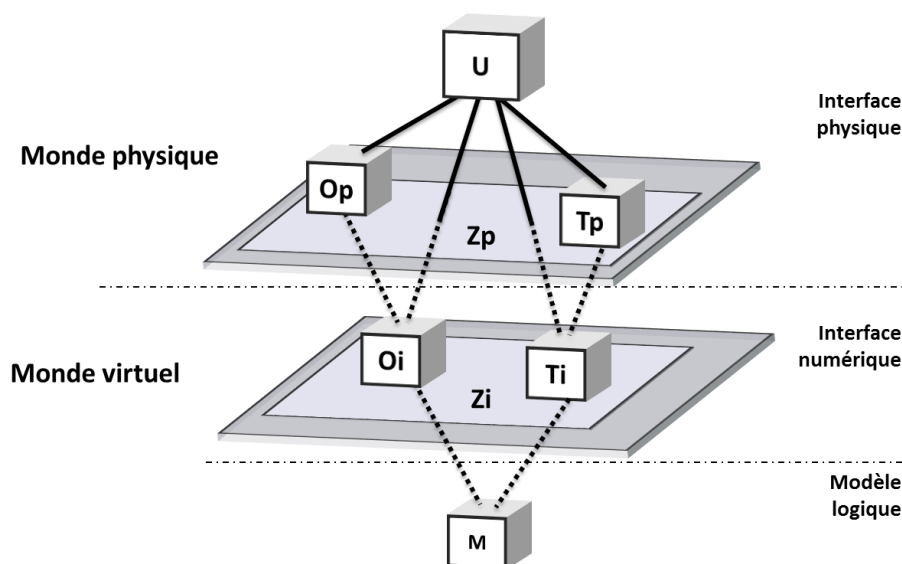 U
Interface
physique
Monde physique
Op
Tp
Zp
Interface
numérique
Oi
Ti
Monde virtuel
Zi
Modèle
logique
M